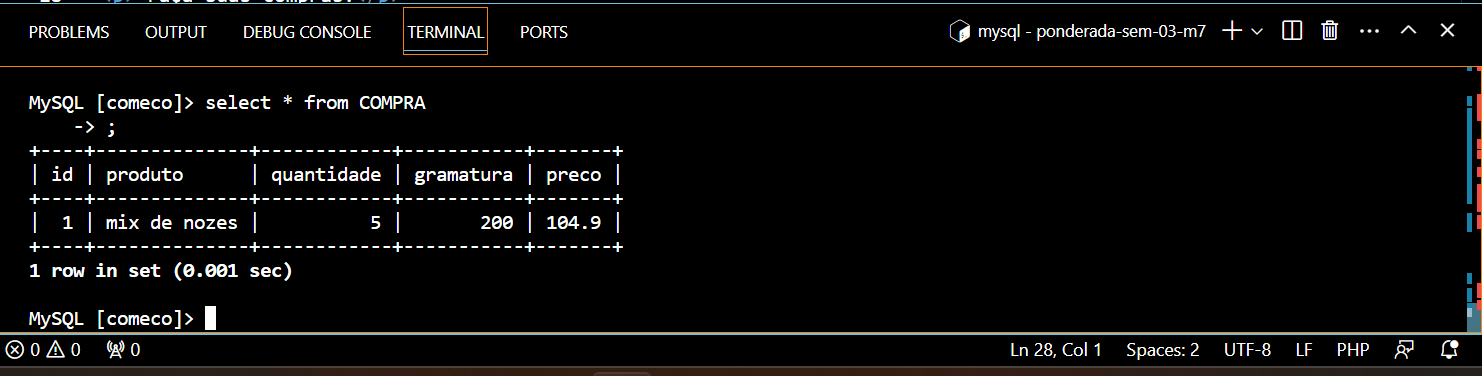 PROBLEMS OUTPUT DEBUG CONSOLE TERMINAL PORTS mysql - ponderada-sem-03-m7
MySQL [comeco]> select * from COMPRA
    -> ;
+----+--------------+------------+-----------+-------+
| id | produto      | quantidade | gramatura | preco |
+----+--------------+------------+-----------+-------+
|  1 | mix de nozes |          5 |       200 | 104.9 |
+----+--------------+------------+-----------+-------+
1 row in set (0.001 sec)
MySQL [comeco]>
0 0 0 Ln 28, Col 1 Spaces: 2 UTF-8 LF PHP